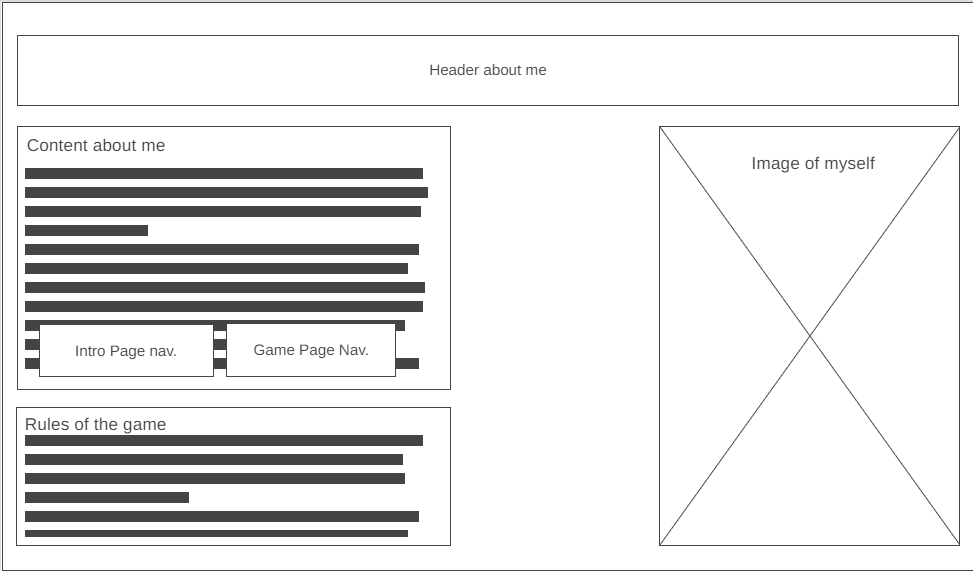 Header about me
Content about me
Intro Page nav.
Game Page Nav.
Rules of the game
Image of myself